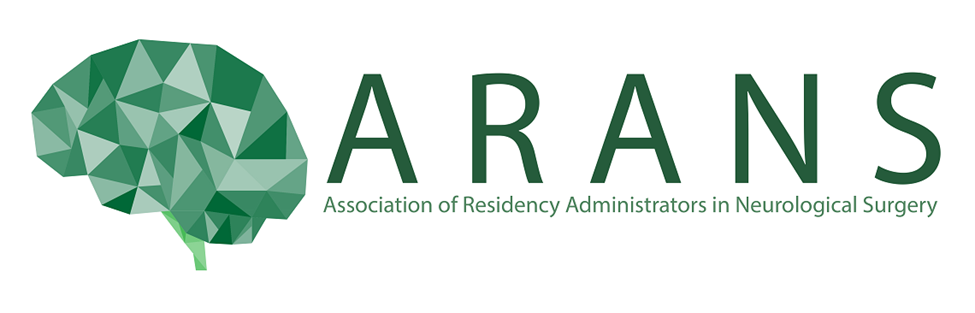 ARANS
Association of Residency Administrators in Neurological Surgery